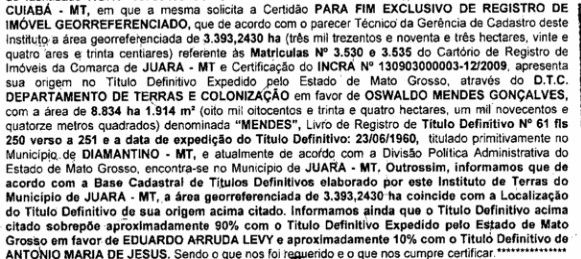 CUIABÁ - MT, em que a mesma solicita a Certidão PARA FIM EXCLUSIVO DE REGISTRO DE
IMÓVEL GEORREFERENCIADO, que de acordo com o parecer Técnico da Gerência de Cadastro deste
Instituto a área georreferenciada de 3.393,2430 ha (três mil trezentos e noventa e três hectares, vinte e
quatro ares e trinta centiares) referente às Matriculas Nº 3.530 e 3.535 do Cartório de Registro de
Imóveis da Comarca de JUARA - MT e Certificação do INCRA Nº 130903000003-12/2009, apresenta
sua origem no Titulo Definitivo Expedido pelo Estado de Mato Grosso, através do D.T.C.
DEPARTAMENTO DE TERRAS E COLONIZAÇÃO em favor de OSWALDO MENDES GONÇALVES,
com a área de 8.834 ha 1.914 m² (oito mil oitocentos e trinta e quatro hectares, um mil novecentos e
quatorze metros quadrados) denominada "MENDES", Livro de Registro de Titulo Definitivo Nº 61 fls
250 verso a 251 e a data de expedição do Titulo Definitivo: 23/06/1960, titulado primitivamente no
Município de DIAMANTINO - MT, e atualmente de acordo com a Divisão Política Administrativa do
Estado de Mato Grosso, encontra-se no Município de JUARA - MT. Outrossim, informamos que de
acordo com a Base Cadastral de Titulos Definitivos elaborado por este Instituto de Terras do
Municipio de JUARA - MT, a área georreferenciada de 3.393,2430 ha coincide com a Localização
do Titulo Definitivo de sua origem acima citado. Informamos ainda que o Titulo Definitivo acima
citado sobrepõe aproximadamente 90% com o Titulo Definitivo Expedido pelo Estado de Mato
Grosso em favor de EDUARDO ARRUDA LEVY e aproximadamente 10% com o Titulo Definitivo de
ANTÔNIO MARIA DE JESUS. Sendo o que nos foi requerido e o que nos cumpre certificar.***************